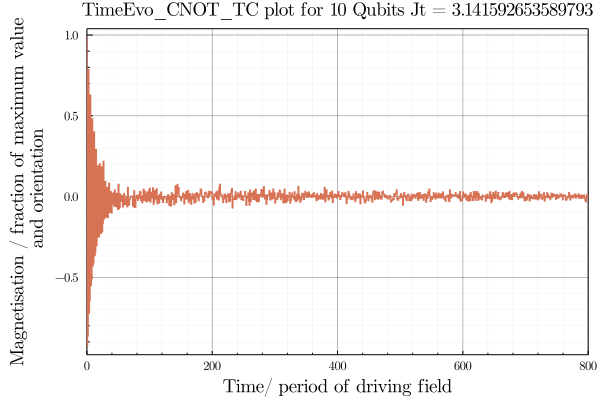 TimeEvo_CNOT_TC plot for 10 Qubits Jt = 3.141592653589793
Magnetisation / fraction of maximum value
and orientation
1.0
0.5
0.0
−0.5
0
200
400
600
800
Time/ period of driving field